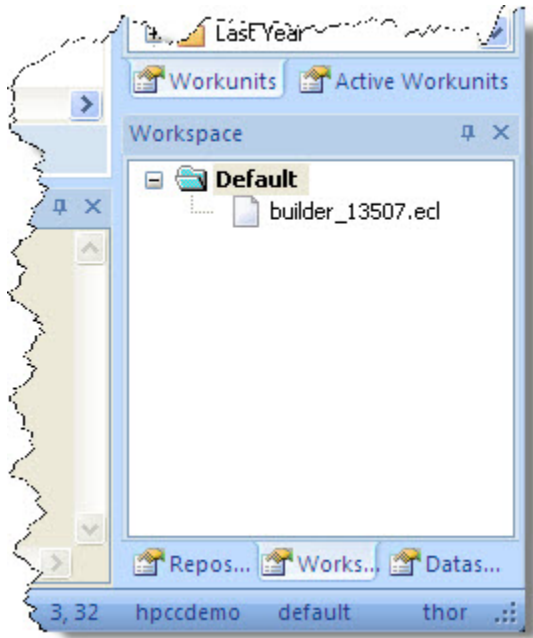 Last Year
Workunits Active Workunits
Workspace
Default
builder_13507.ecl
Repos... Works... Datas...
3, 32 hpccdemo default thor